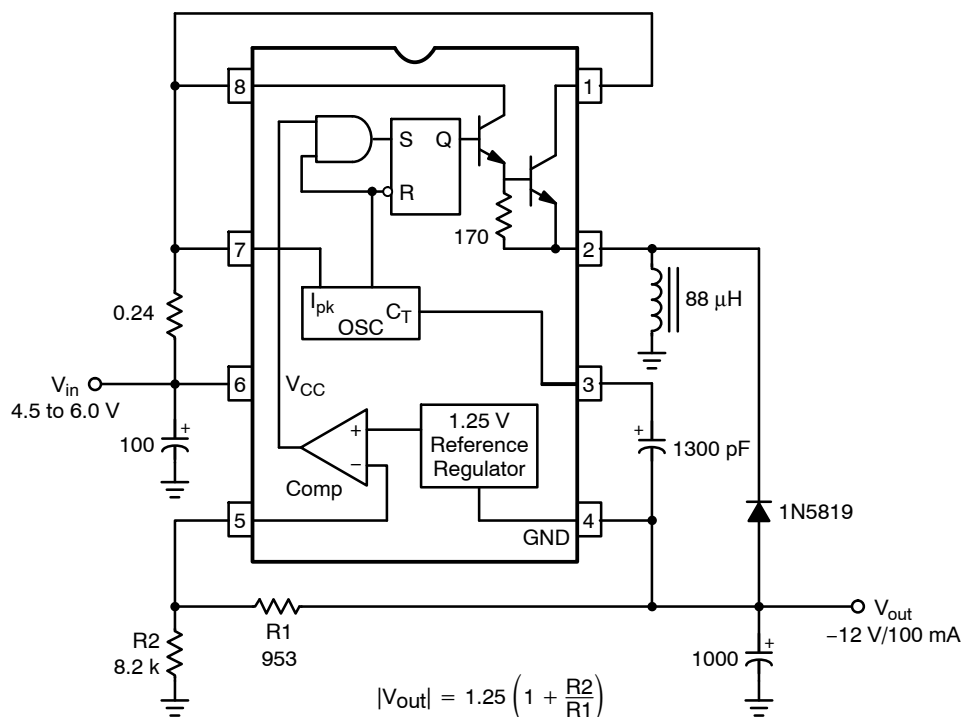 8
1
S
Q
R
170
7
2
I_pk
C_T
OSC
0.24
88 μH
V_in
4.5 to 6.0 V
6
3
V_CC
100
+
+
−
Comp
1.25 V
Reference
Regulator
+
1300 pF
5
4
GND
1N5819
R2
8.2 k
R1
953
V_out
−12 V/100 mA
1000
+
|V_out| = 1.25 (1 + R2/R1)